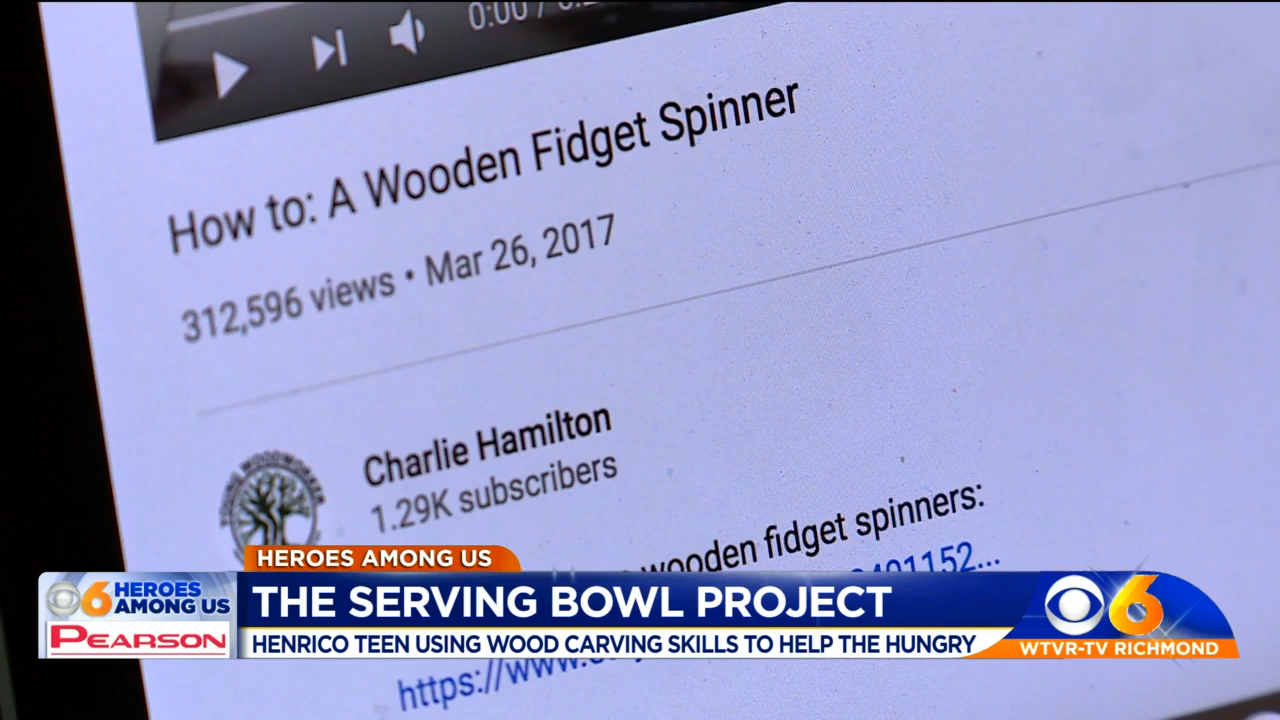 0:00 /
How to: A Wooden Fidget Spinner
312,596 views • Mar 26, 2017
Charlie Hamilton
1.29K subscribers
wooden fidget spinners:
https://www.
HEROES AMONG US
6 HEROES
AMONG US
PEARSON
THE SERVING BOWL PROJECT
HENRICO TEEN USING WOOD CARVING SKILLS TO HELP THE HUNGRY
6
WTVR-TV RICHMOND